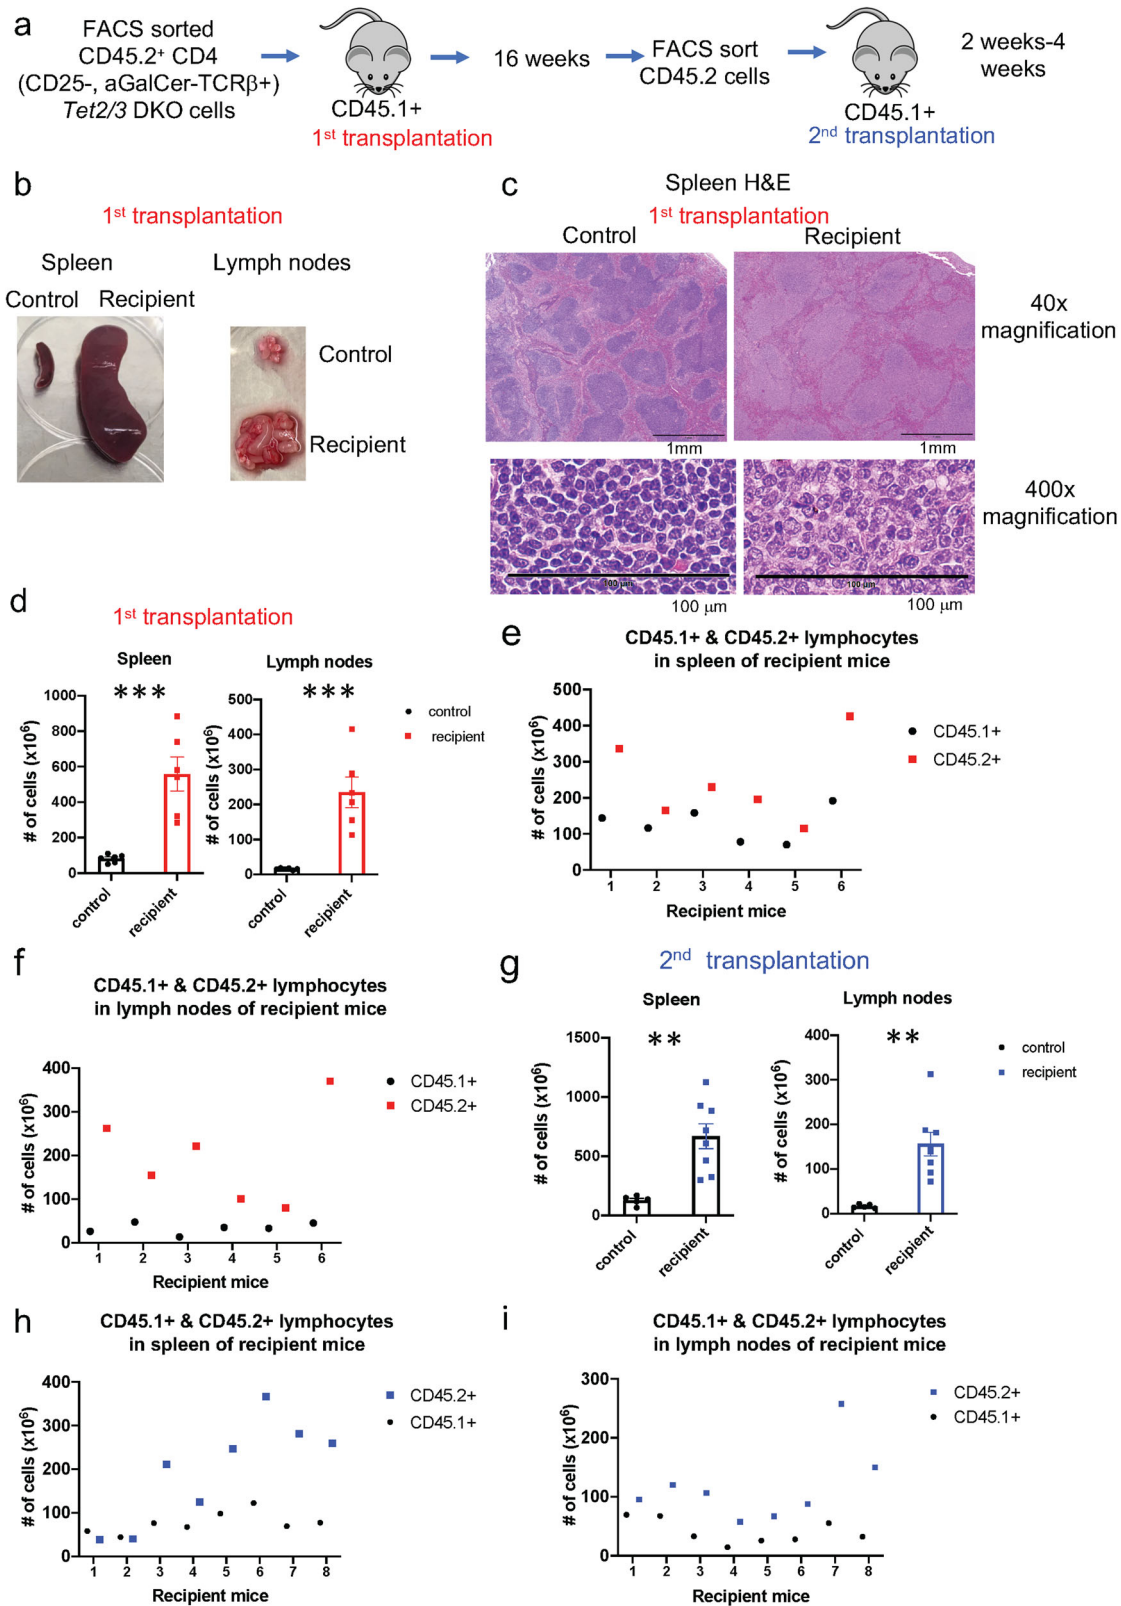 a
FACS sorted
CD45.2⁺ CD4
(CD25-, aGalCer-TCRβ+)
Tet2/3 DKO cells
CD45.1+
1st transplantation
16 weeks
FACS sort
CD45.2 cells
CD45.1+
2nd transplantation
2 weeks-4
weeks
b
1st transplantation
Spleen
Lymph nodes
Control
Recipient
Control
Recipient
c
Spleen H&E
1st transplantation
Control
Recipient
40x
magnification
1mm
1mm
400x
magnification
100 µm
100 µm
100 µm
100 µm
d
1st transplantation
Spleen
***
# of cells (x10⁶)
1000
800
600
400
200
0
control
recipient
Lymph nodes
***
# of cells (x10⁶)
500
400
300
200
100
0
control
recipient
control
recipient
e
CD45.1+ & CD45.2+ lymphocytes
in spleen of recipient mice
# of cells (x10⁶)
500
400
300
200
100
0
1 2 3 4 5 6
Recipient mice
CD45.1+
CD45.2+
f
CD45.1+ & CD45.2+ lymphocytes
in lymph nodes of recipient mice
# of cells (x10⁶)
400
300
200
100
0
1 2 3 4 5 6
Recipient mice
CD45.1+
CD45.2+
g
2nd transplantation
Spleen
**
# of cells (x10⁶)
1500
1000
500
0
control
recipient
Lymph nodes
**
# of cells (x10⁶)
400
300
200
100
0
control
recipient
control
recipient
h
CD45.1+ & CD45.2+ lymphocytes
in spleen of recipient mice
# of cells (x10⁶)
400
300
200
100
0
1 2 3 4 5 6 7 8
Recipient mice
CD45.2+
CD45.1+
i
CD45.1+ & CD45.2+ lymphocytes
in lymph nodes of recipient mice
# of cells (x10⁶)
300
200
100
0
1 2 3 4 5 6 7 8
Recipient mice
CD45.2+
CD45.1+